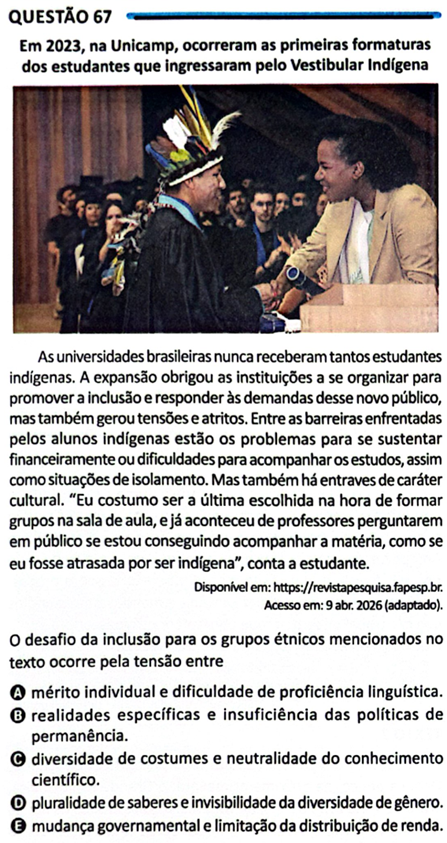 QUESTÃO 67
Em 2023, na Unicamp, ocorreram as primeiras formaturas
dos estudantes que ingressaram pelo Vestibular Indígena
As universidades brasileiras nunca receberam tantos estudantes
indígenas. A expansão obrigou as instituições a se organizar para
promover a inclusão e responder às demandas desse novo público,
mas também gerou tensões e atritos. Entre as barreiras enfrentadas
pelos alunos indígenas estão os problemas para se sustentar
financeiramente ou dificuldades para acompanhar os estudos, assim
como situações de isolamento. Mas também há entraves de caráter
cultural. “Eu costumo ser a última escolhida na hora de formar
grupos na sala de aula, e já aconteceu de professores perguntarem
em público se estou conseguindo acompanhar a matéria, como se
eu fosse atrasada por ser indígena”, conta a estudante.
Disponível em: https://revistapesquisa.fapesp.br.
Acesso em: 9 abr. 2026 (adaptado).
O desafio da inclusão para os grupos étnicos mencionados no
texto ocorre pela tensão entre
A mérito individual e dificuldade de proficiência linguística.
B realidades específicas e insuficiência das políticas de
permanência.
C diversidade de costumes e neutralidade do conhecimento
científico.
D pluralidade de saberes e invisibilidade da diversidade de gênero.
E mudança governamental e limitação da distribuição de renda.